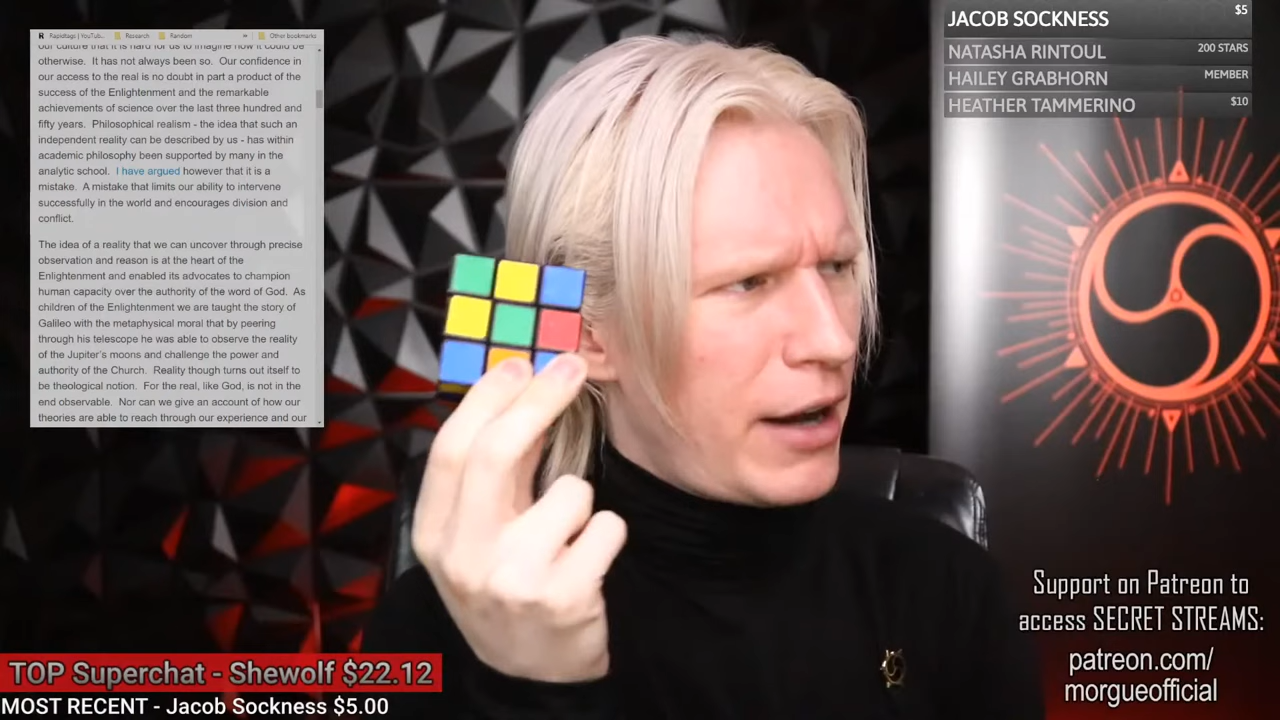 Rapidtags | YouTub...
Research
Random
»
Other bookmarks
our culture that it is hard for us to imagine how it could be
otherwise. It has not always been so. Our confidence in
our access to the real is no doubt in part a product of the
success of the Enlightenment and the remarkable
achievements of science over the last three hundred and
fifty years. Philosophical realism - the idea that such an
independent reality can be described by us - has within
academic philosophy been supported by many in the
analytic school. I have argued however that it is a
mistake. A mistake that limits our ability to intervene
successfully in the world and encourages division and
conflict.
The idea of a reality that we can uncover through precise
observation and reason is at the heart of the
Enlightenment and enabled its advocates to champion
human capacity over the authority of the word of God. As
children of the Enlightenment we are taught the story of
Galileo with the metaphysical moral that by peering
through his telescope he was able to observe the reality
of the Jupiter's moons and challenge the power and
authority of the Church. Reality though turns out itself to
be theological notion. For the real, like God, is not in the
end observable. Nor can we give an account of how our
theories are able to reach through our experience and our
JACOB SOCKNESS $5
NATASHA RINTOUL 200 STARS
HAILEY GRABHORN MEMBER
HEATHER TAMMERINO $10
Support on Patreon to
access SECRET STREAMS:
patreon.com/
morgueofficial
TOP Superchat - Shewolf $22.12
MOST RECENT - Jacob Sockness $5.00